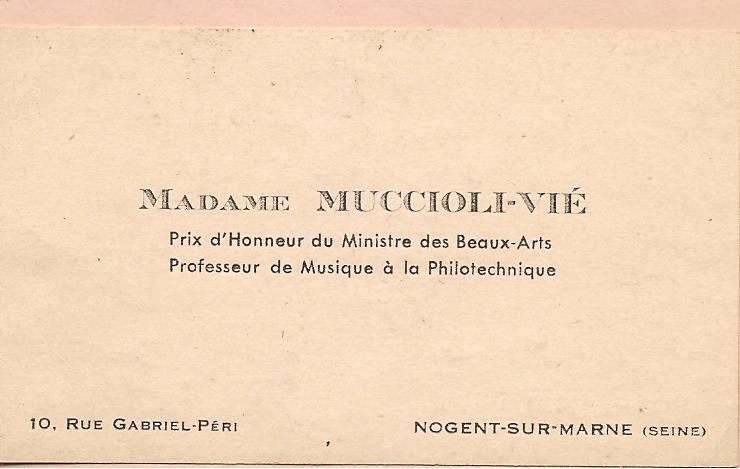 MADAME MUCCIOLI-VIÉ
Prix d'Honneur du Ministre des Beaux-Arts
Professeur de Musique à la Philotechnique
10, RUE GABRIEL-PÉRI NOGENT-SUR-MARNE (SEINE)